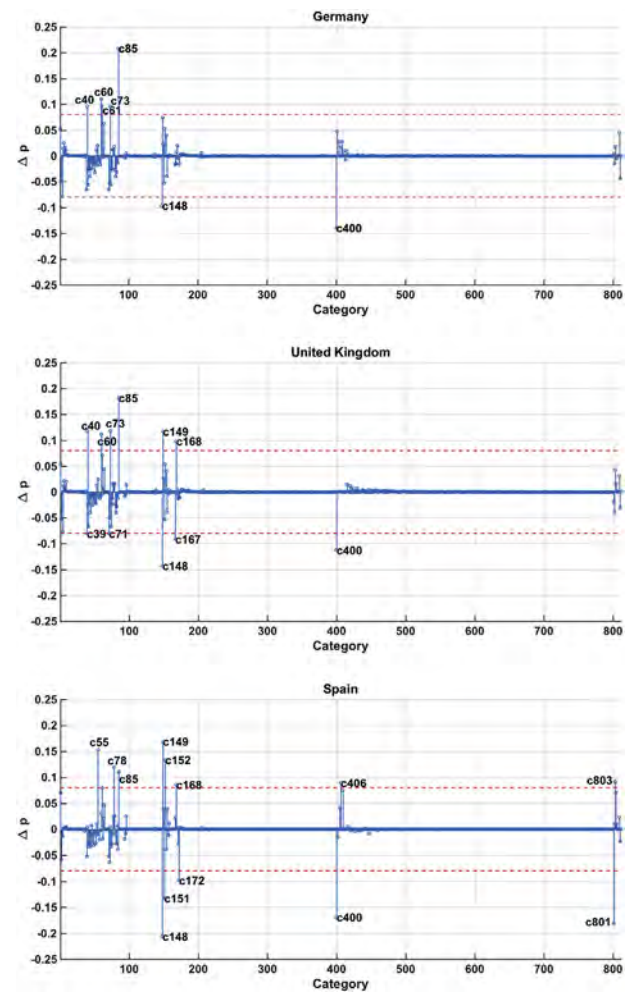 Germany
0.25
0.2
0.15
0.1
0.05
0
-0.05
-0.1
-0.15
-0.2
-0.25
Δ p
c85
c60
c40
c73
c61
c148
c400
100 200 300 400 500 600 700 800
Category
United Kingdom
0.25
0.2
0.15
0.1
0.05
0
-0.05
-0.1
-0.15
-0.2
-0.25
Δ p
c85
c40 c73
c149
c60
c168
c39 c71
c167
c148
c400
100 200 300 400 500 600 700 800
Category
Spain
0.25
0.2
0.15
0.1
0.05
0
-0.05
-0.1
-0.15
-0.2
-0.25
Δ p
c55
c149
c78
c152
c85
c168
c406
c803
c172
c151
c148
c400
c801
100 200 300 400 500 600 700 800
Category